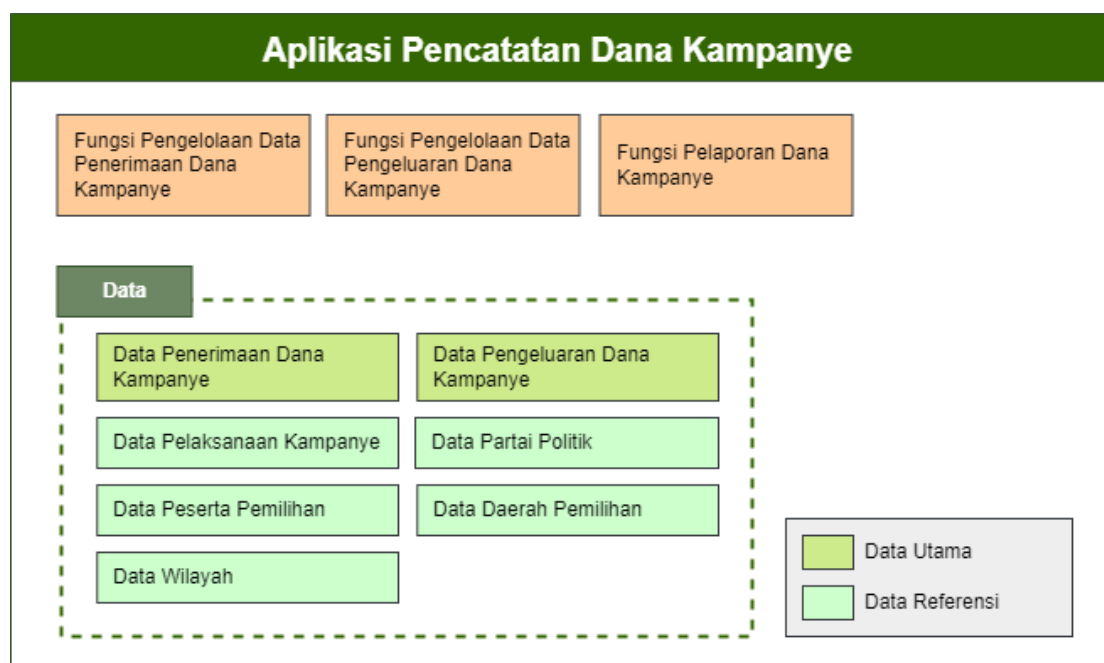 Aplikasi Pencatatan Dana Kampanye
Fungsi Pengelolaan Data
Penerimaan Dana
Kampanye
Fungsi Pengelolaan Data
Pengeluaran Dana
Kampanye
Fungsi Pelaporan Dana
Kampanye
Data
Data Penerimaan Dana
Kampanye
Data Pengeluaran Dana
Kampanye
Data Pelaksanaan Kampanye
Data Partai Politik
Data Peserta Pemilihan
Data Daerah Pemilihan
Data Wilayah
Data Utama
Data Referensi